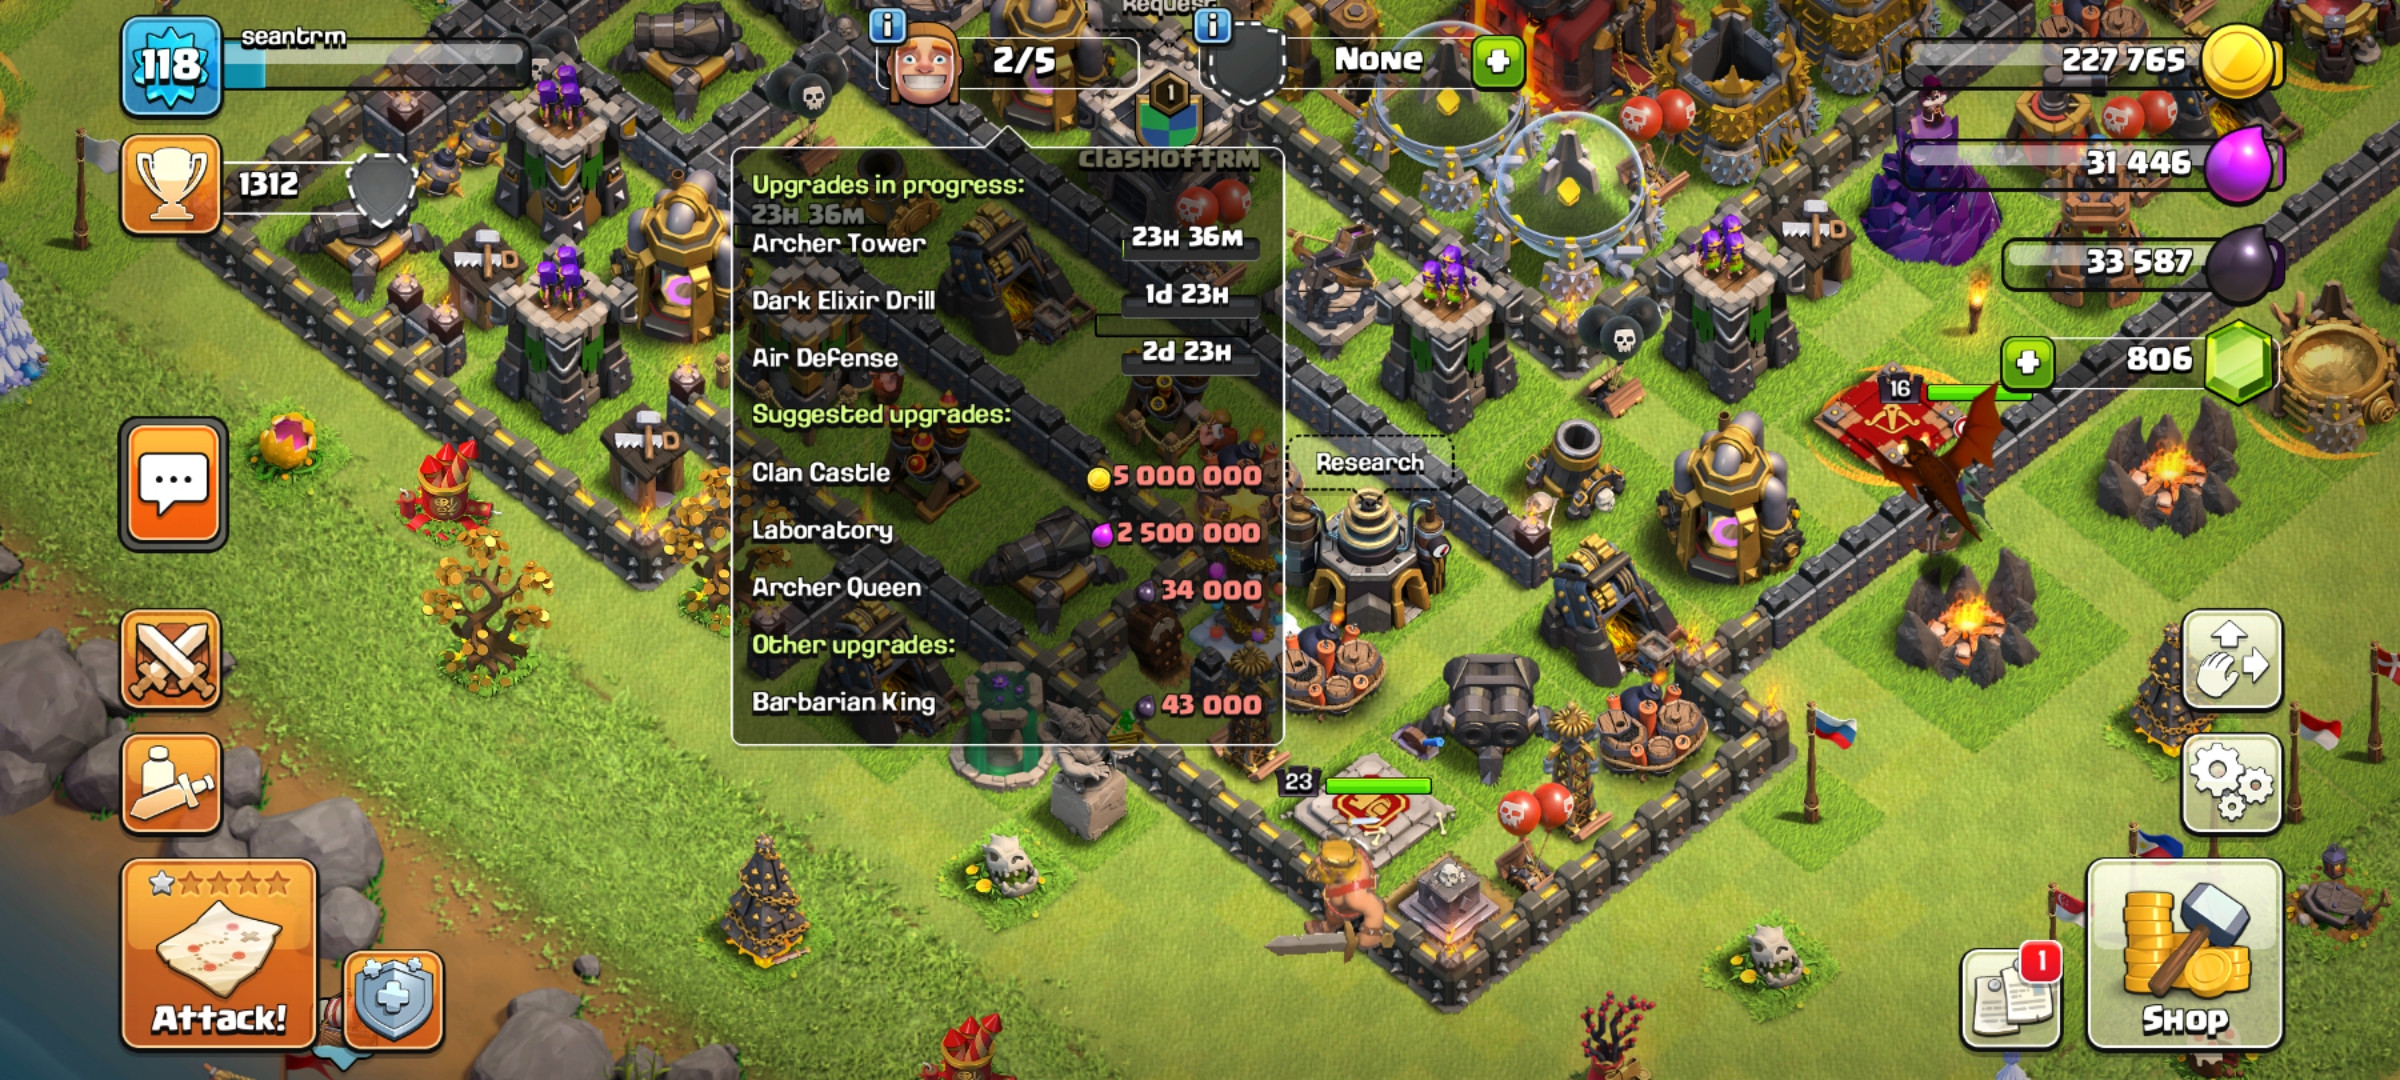 Request
118
seantrm
2/5
None
227 765
1312
clashoftrm
31 446
Upgrades in progress:
23H 36M
Archer Tower
23H 36M
33 587
Dark Elixir Drill
1d 23H
Air Defense
2d 23H
806
16
Suggested upgrades:
Research
Clan Castle
5 000 000
Laboratory
2 500 000
Archer Queen
34 000
Other upgrades:
Barbarian King
43 000
23
1
1
Attack!
Shop